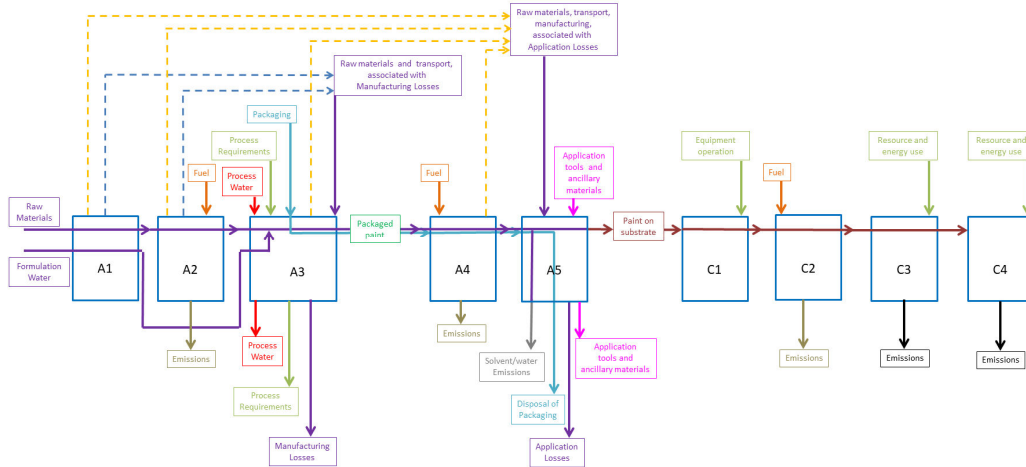 Raw materials, transport,
manufacturing,
associated with
Application Losses
Raw materials and transport,
associated with
Manufacturing Losses
Packaging
Process
Requirements
Fuel
Process
Water
Fuel
Application
tools and
ancillary
materials
Equipment
operation
Fuel
Resource and
energy use
Resource and
energy use
Raw
Materials
Formulation
Water
Packaged
paint
Paint on
substrate
A1
A2
A3
A4
A5
C1
C2
C3
C4
Emissions
Process
Water
Process
Requirements
Manufacturing
Losses
Emissions
Solvent/water
Emissions
Application
tools and
ancillary materials
Disposal of
Packaging
Application
Losses
Emissions
Emissions
Emissions